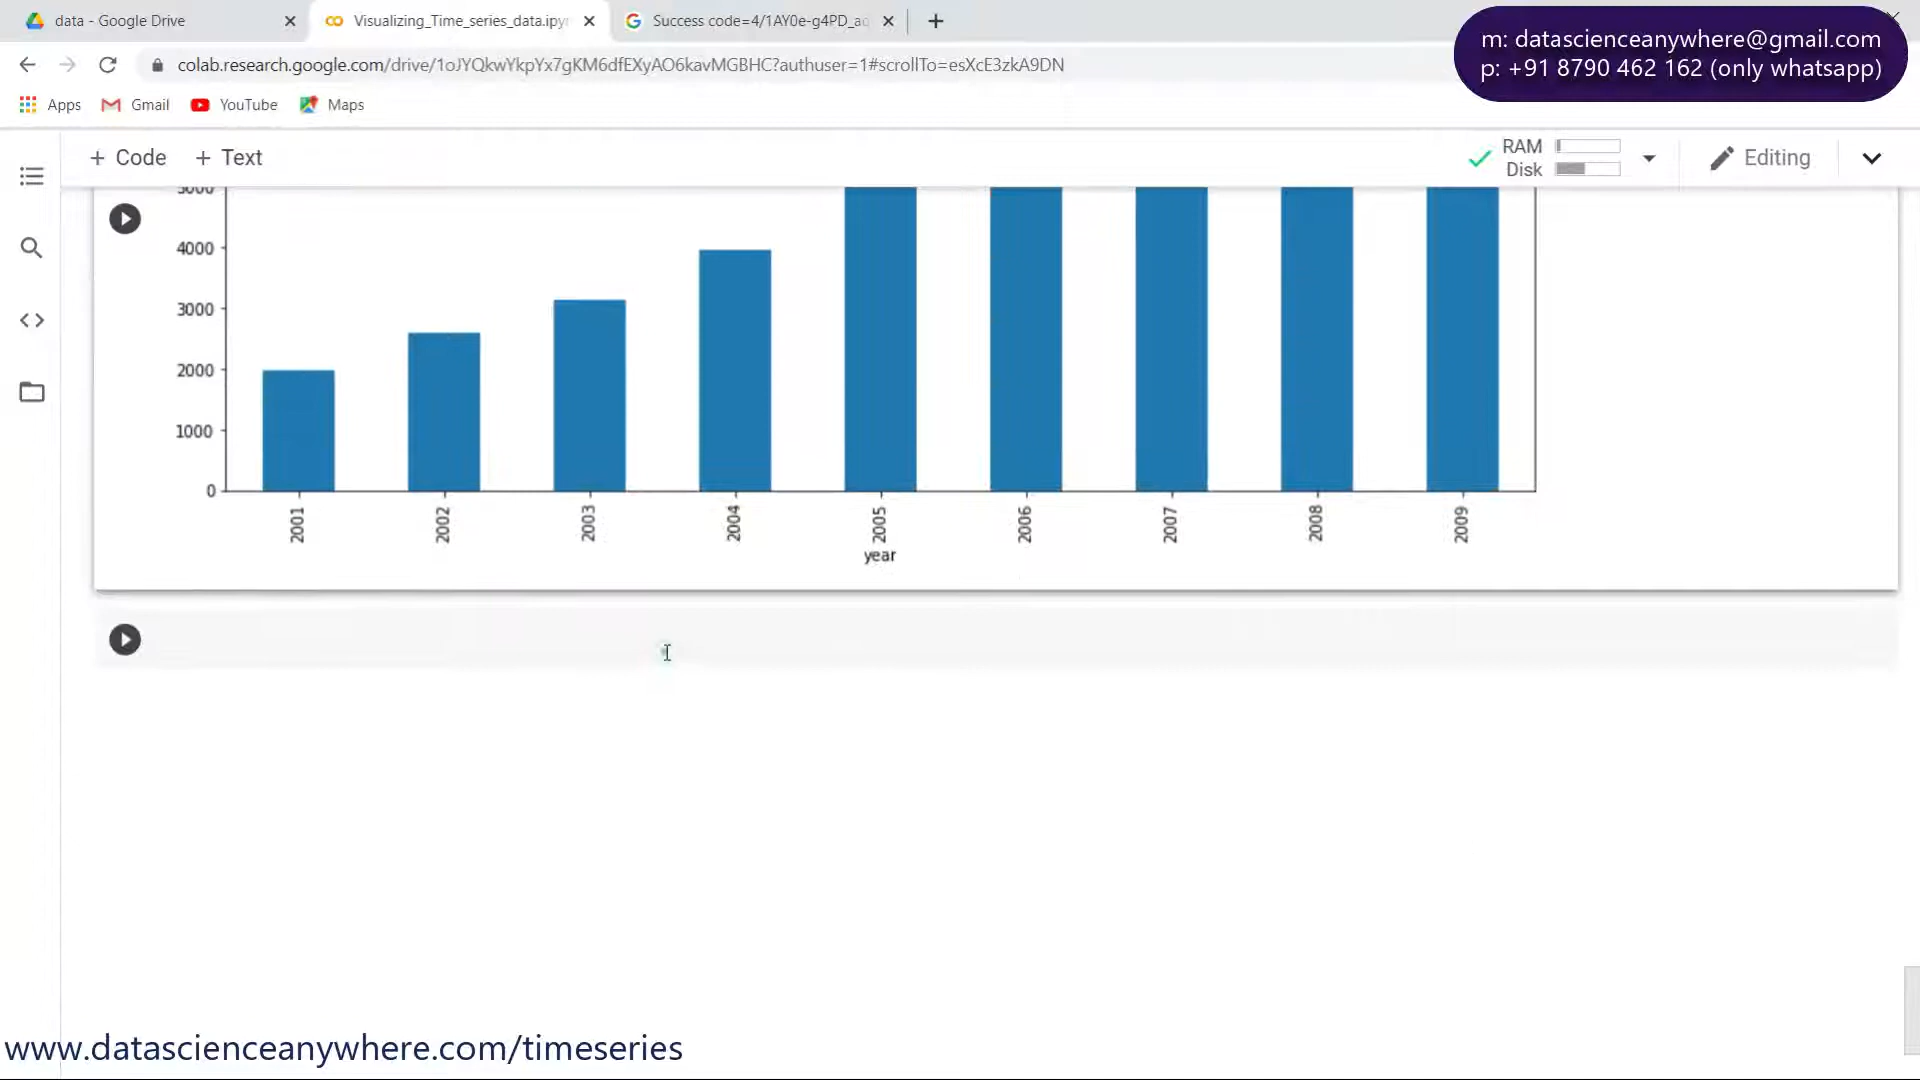 data - Google Drive
Visualizing_Time_series_data.ipyn
Success code=4/1AY0e-g4PD_a
m: datascienceanywhere@gmail.com
p: +91 8790 462 162 (only whatsapp)
colab.research.google.com/drive/1oJYQkwYkpYx7gKM6dfEXyAO6kavMGBHC?authuser=1#scrollTo=esXcE3zkA9DN
Apps
Gmail
YouTube
Maps
+ Code
+ Text
RAM
Disk
Editing
5000
4000
3000
2000
1000
0
2001
2002
2003
2004
2005
2006
2007
2008
2009
year
www.datascienceanywhere.com/timeseries